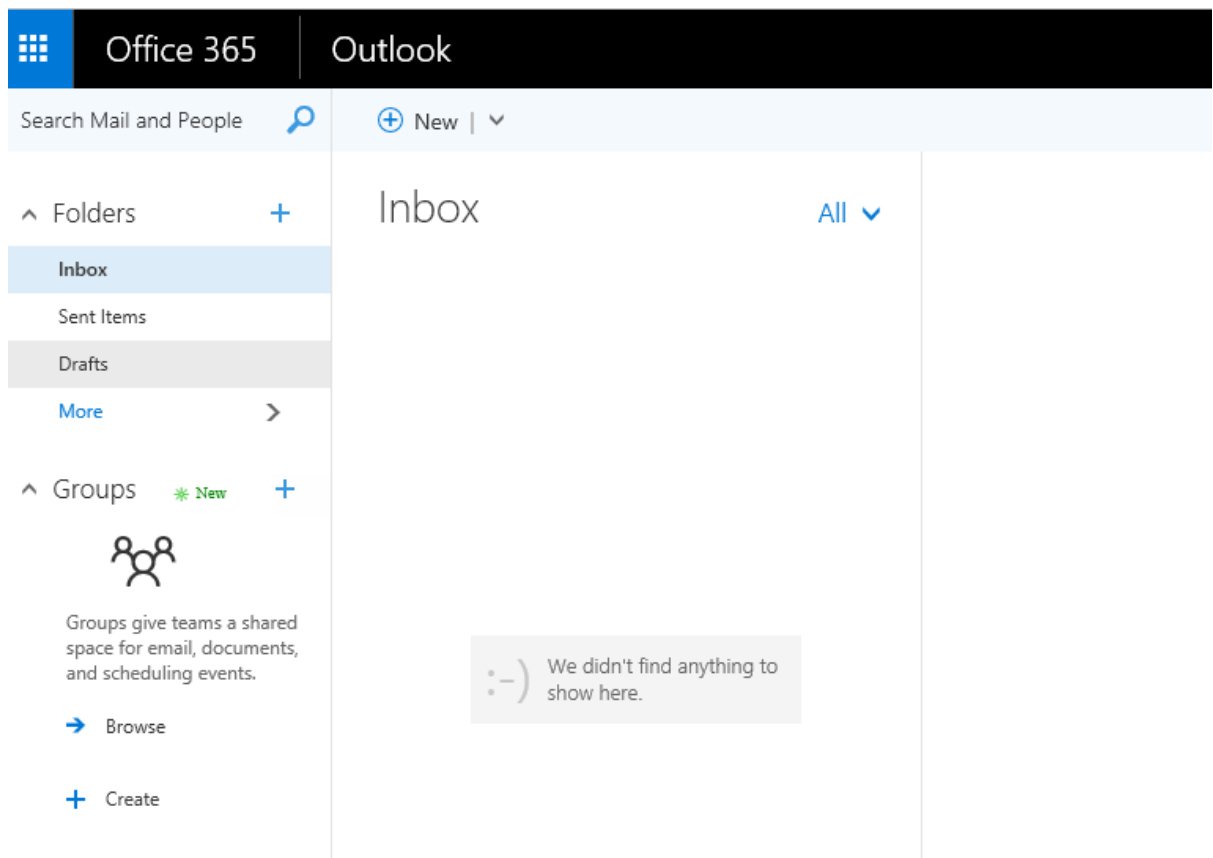 Office 365 Outlook
Search Mail and People
New
Folders
Inbox
Sent Items
Drafts
More
Groups New
Groups give teams a shared
space for email, documents,
and scheduling events.
Browse
Create
Inbox All
:-) We didn't find anything to
show here.